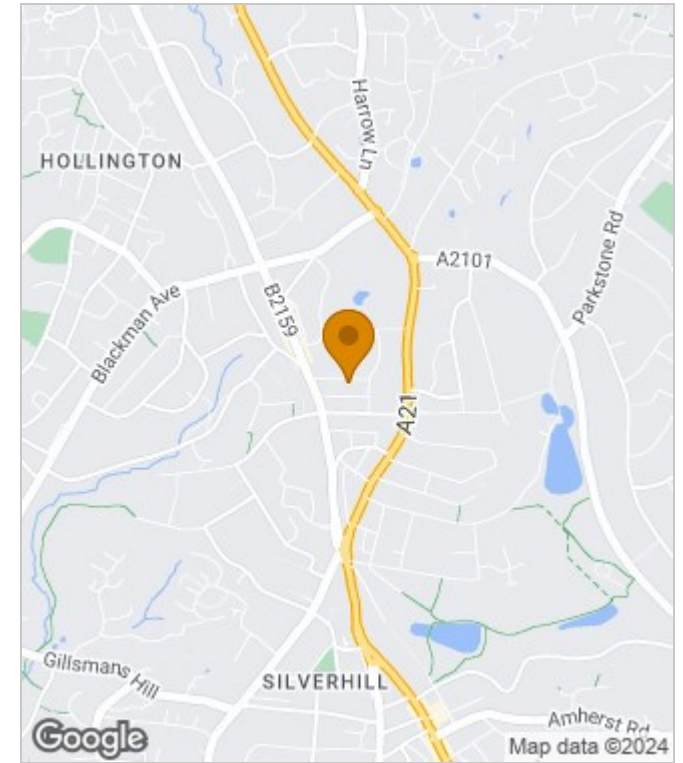 Harrow Ln
HOLLINGTON
A2101
Parkstone Rd
Blackman Ave
B2159
A21
Gillsmans Hill
SILVERHILL
Amherst Rd
Google
Map data ©2024